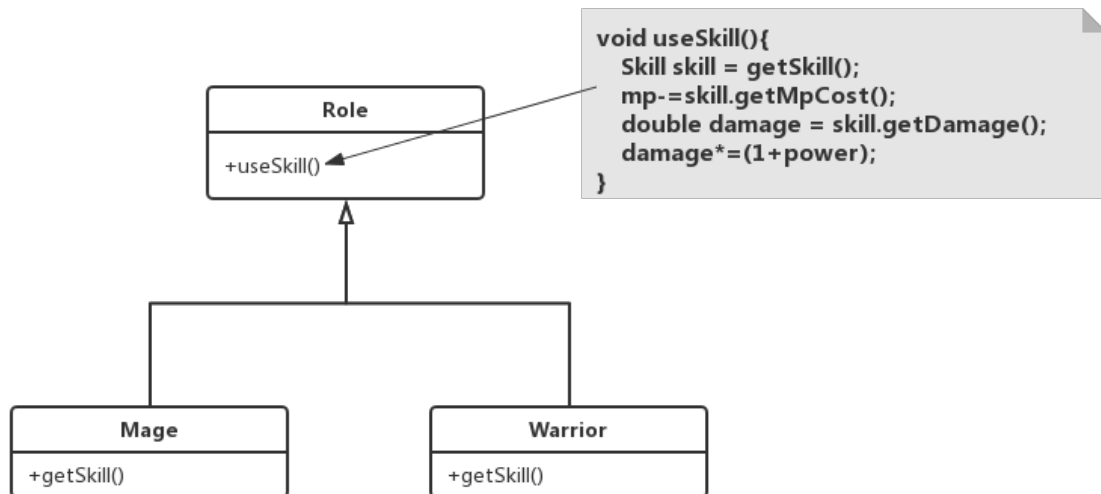 void useSkill(){
Skill skill = getSkill();
mp-=skill.getMpCost();
double damage = skill.getDamage();
damage*=(1+power);
}
Role
+useSkill()
Mage
+getSkill()
Warrior
+getSkill()